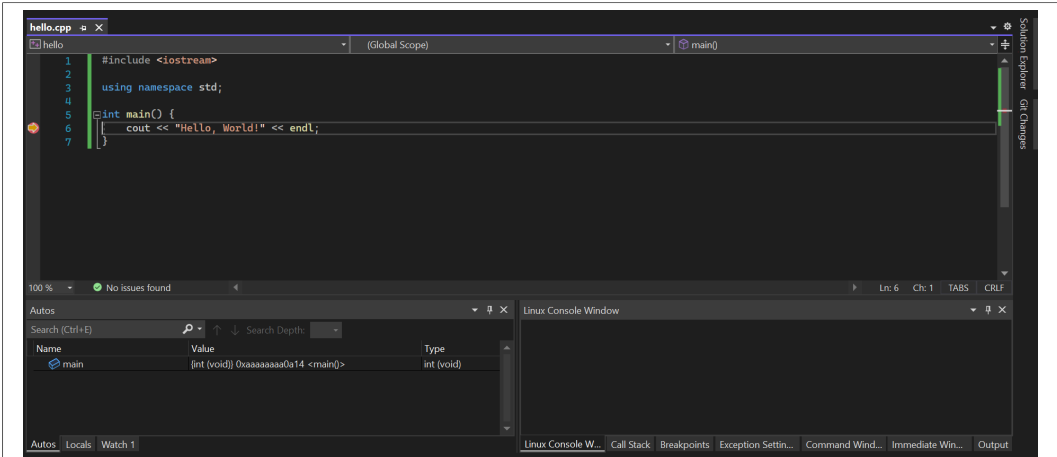 hello.cpp
hello (Global Scope) main()
1 #include <iostream>
2
3 using namespace std;
4
5 int main() {
6 cout << "Hello, World!" << endl;
7 }
Solution Explorer
Git Changes
100 % No issues found Ln: 6 Ch: 1 TABS CRLF
Autos
Search (Ctrl+E) Search Depth:
Name Value Type
main {int (void)} 0xaaaaaaaa0a14 <main()> int (void)
Autos Locals Watch 1
Linux Console Window
Linux Console W... Call Stack Breakpoints Exception Settin... Command Wind... Immediate Win... Output